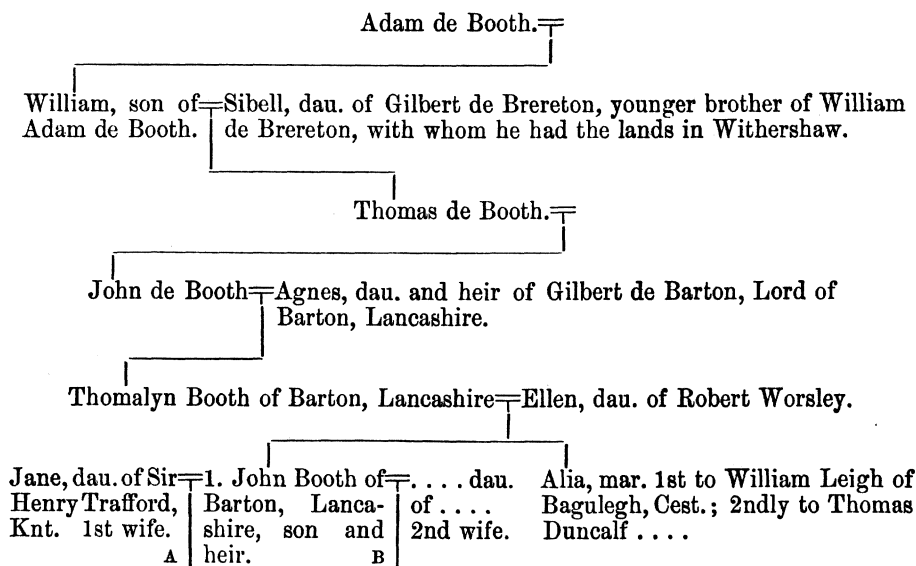 Adam de Booth.
William, son of Sibell, dau. of Gilbert de Brereton, younger brother of William
Adam de Booth. de Brereton, with whom he had the lands in Withershaw.
Thomas de Booth.
John de Booth Agnes, dau. and heir of Gilbert de Barton, Lord of
Barton, Lancashire.
Thomalyn Booth of Barton, Lancashire Ellen, dau. of Robert Worsley.
Jane, dau. of Sir
Henry Trafford,
Knt. 1st wife.
A
1. John Booth of
Barton, Lanca-
shire, son and
heir.
B
. . . . dau.
of . . . .
2nd wife.
Alia, mar. 1st to William Leigh of
Bagulegh, Cest.; 2ndly to Thomas
Duncalf . . . .